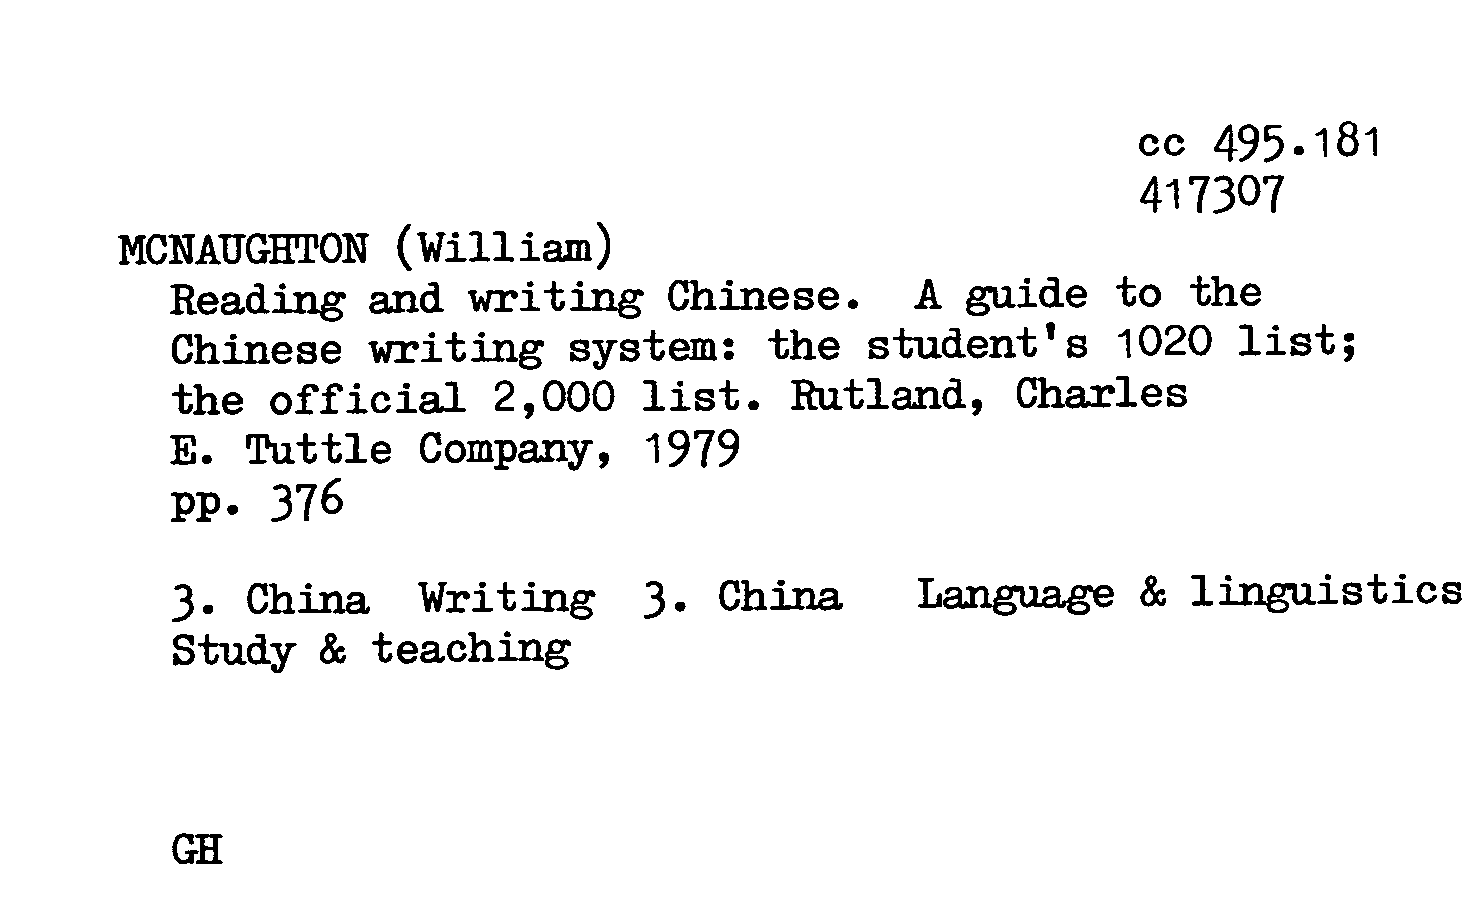 cc 495.181
417307
MCNAUGHTON (William)
Reading and writing Chinese. A guide to the
Chinese writing system: the student's 1020 list;
the official 2,000 list. Rutland, Charles
E. Tuttle Company, 1979
pp. 376
3. China Writing 3. China Language & linguistics
Study & teaching
GH